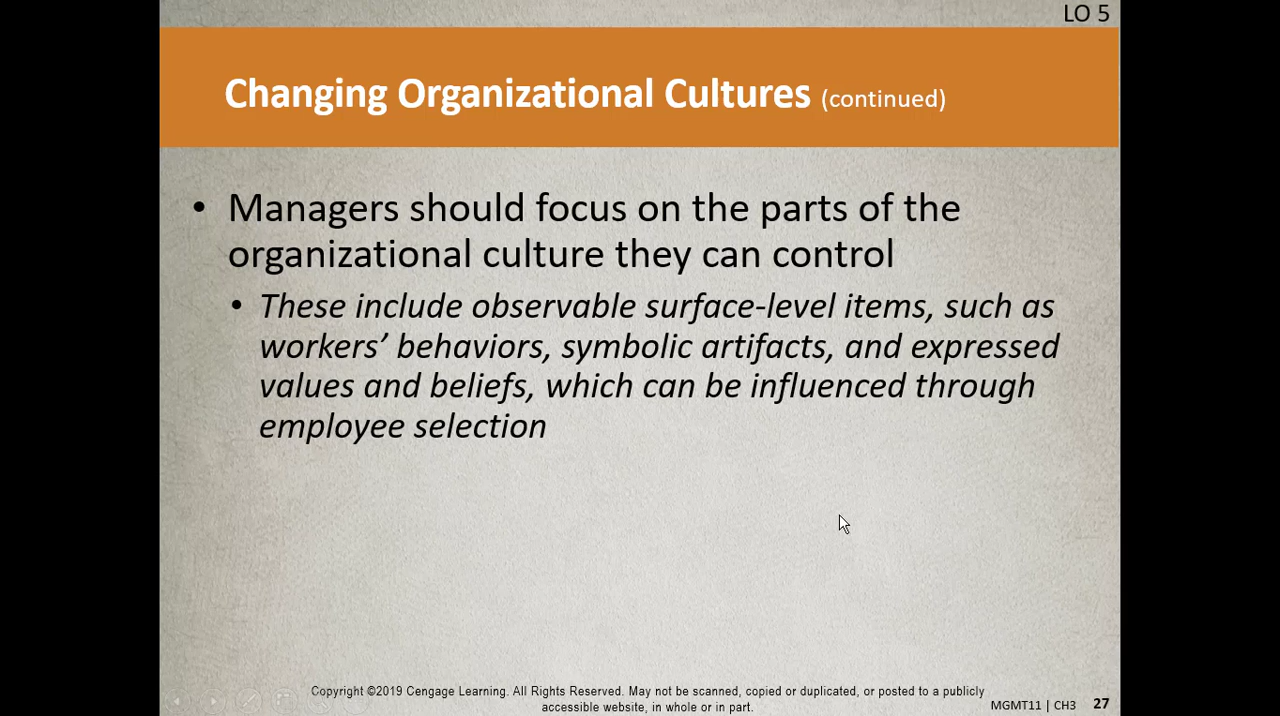 LO 5
Changing Organizational Cultures (continued)
• Managers should focus on the parts of the
organizational culture they can control
• These include observable surface-level items, such as
workers’ behaviors, symbolic artifacts, and expressed
values and beliefs, which can be influenced through
employee selection
Copyright ©2019 Cengage Learning. All Rights Reserved. May not be scanned, copied or duplicated, or posted to a publicly
accessible website, in whole or in part.
MGMT11 | CH3 27